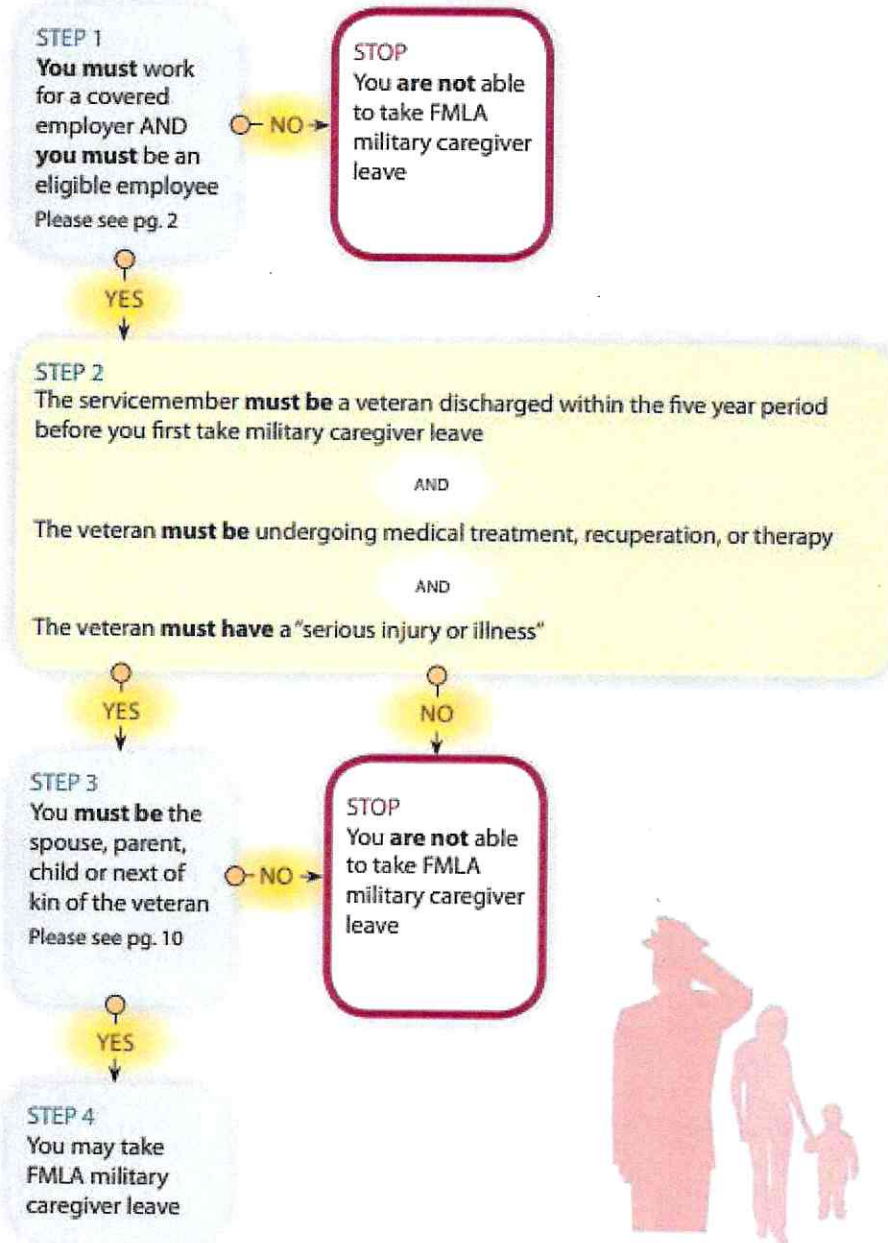 STEP 1
You must work
for a covered
employer AND
you must be an
eligible employee
Please see pg. 2
NO
STOP
You are not able
to take FMLA
military caregiver
leave
YES
STEP 2
The servicemember must be a veteran discharged within the five year period
before you first take military caregiver leave
AND
The veteran must be undergoing medical treatment, recuperation, or therapy
AND
The veteran must have a "serious injury or illness"
YES
NO
STEP 3
You must be the
spouse, parent,
child or next of
kin of the veteran
Please see pg. 10
NO
STOP
You are not able
to take FMLA
military caregiver
leave
YES
STEP 4
You may take
FMLA military
caregiver leave